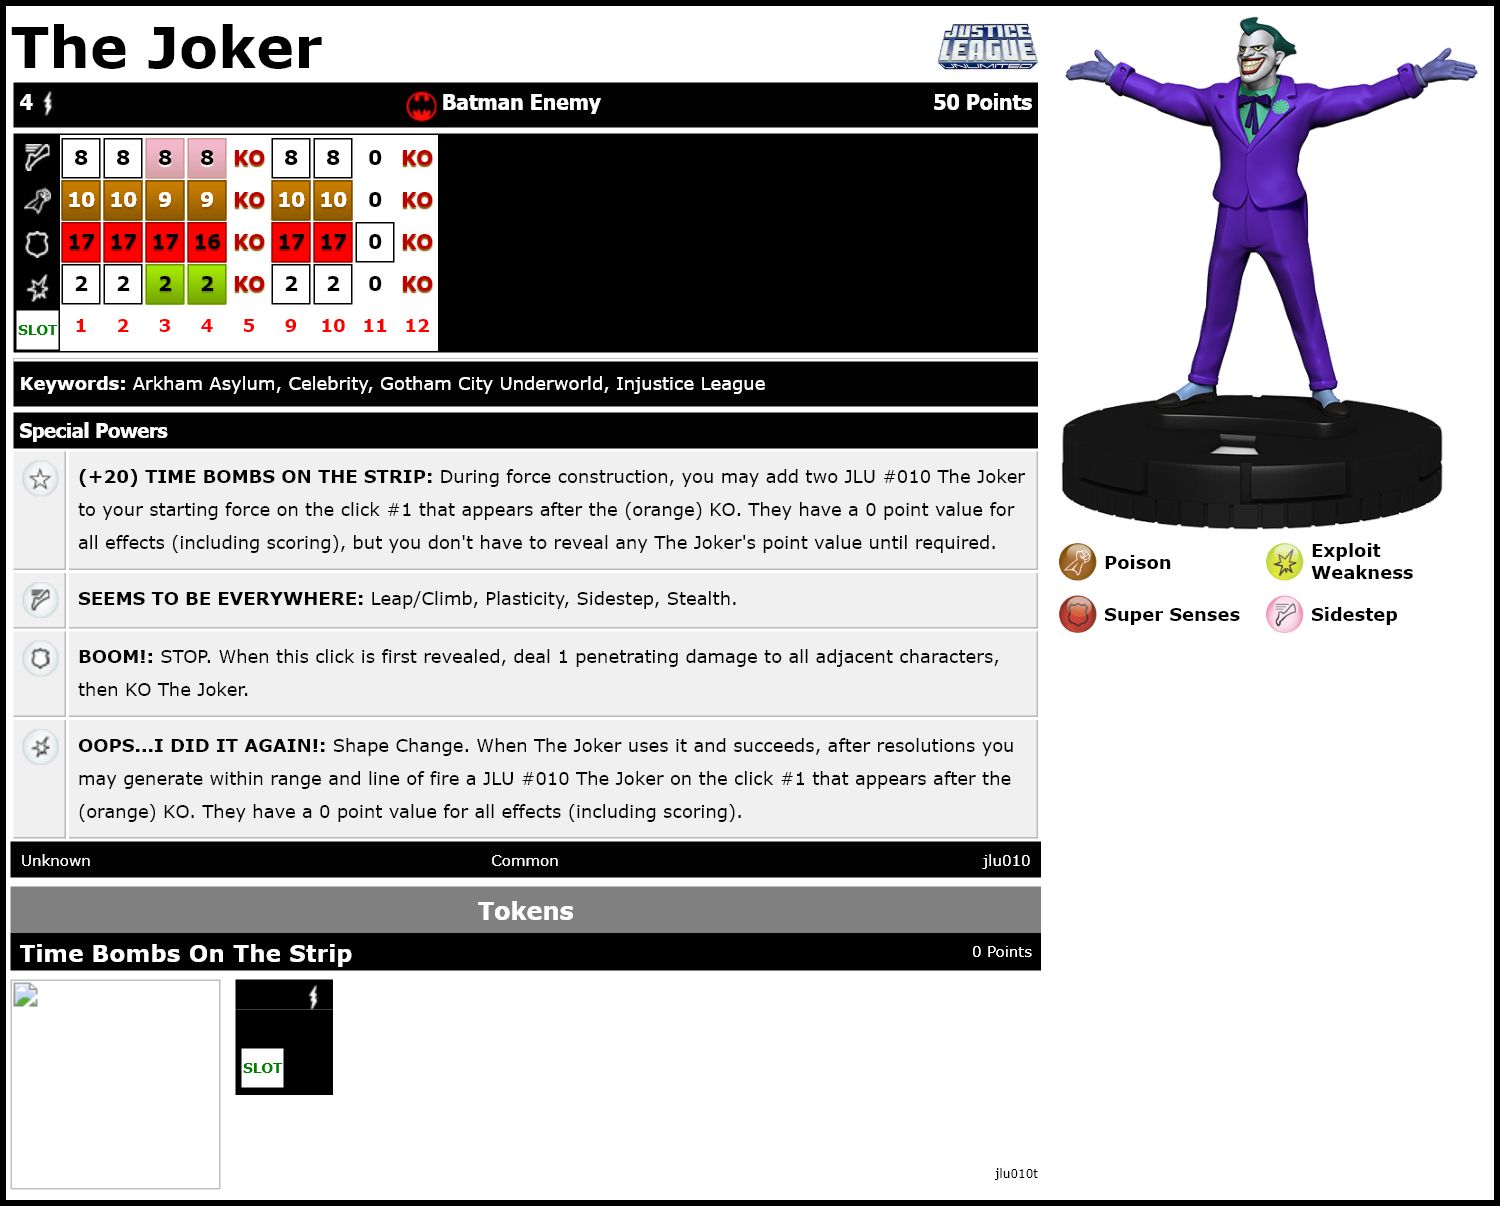 The Joker
JUSTICE
LEAGUE
UNLIMITED
4 Batman Enemy 50 Points
8 8 8 8 KO 8 8 0 KO
10 10 9 9 KO 10 10 0 KO
17 17 17 16 KO 17 17 0 KO
2 2 2 2 KO 2 2 0 KO
SLOT 1 2 3 4 5 9 10 11 12
Keywords: Arkham Asylum, Celebrity, Gotham City Underworld, Injustice League
Special Powers
(+20) TIME BOMBS ON THE STRIP: During force construction, you may add two JLU #010 The Joker
to your starting force on the click #1 that appears after the (orange) KO. They have a 0 point value for
all effects (including scoring), but you don't have to reveal any The Joker's point value until required.
SEEMS TO BE EVERYWHERE: Leap/Climb, Plasticity, Sidestep, Stealth.
BOOM!: STOP. When this click is first revealed, deal 1 penetrating damage to all adjacent characters,
then KO The Joker.
OOPS...I DID IT AGAIN!: Shape Change. When The Joker uses it and succeeds, after resolutions you
may generate within range and line of fire a JLU #010 The Joker on the click #1 that appears after the
(orange) KO. They have a 0 point value for all effects (including scoring).
Unknown Common jlu010
Tokens
Time Bombs On The Strip 0 Points
SLOT
jlu010t
Poison
Exploit
Weakness
Super Senses
Sidestep